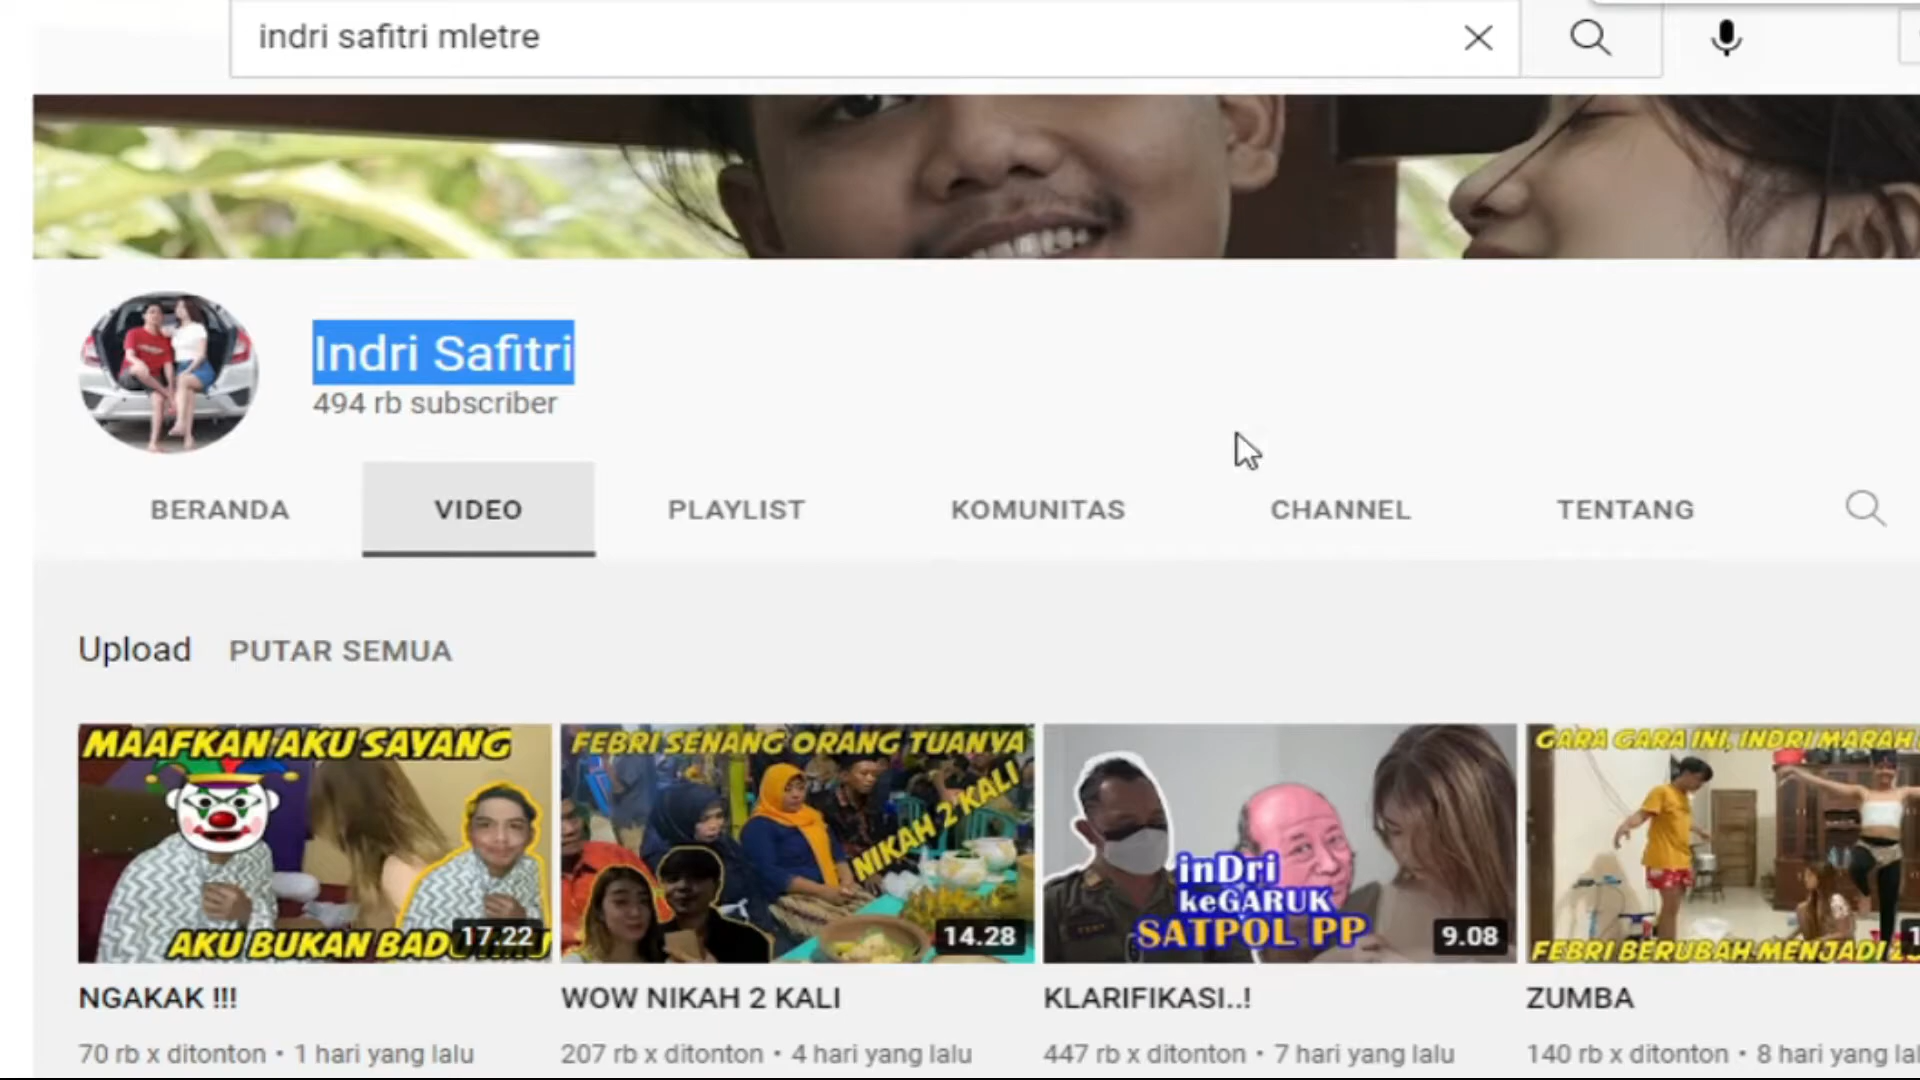 indri safitri mletre
Indri Safitri
494 rb subscriber
BERANDA VIDEO PLAYLIST KOMUNITAS CHANNEL TENTANG
Upload PUTAR SEMUA
MAAFKAN AKU SAYANG
AKU BUKAN
17.22
FEBRI SENANG ORANG TUANYA
NIKAH 2 KALI
14.28
inDri
keGARUK
SATPOL PP
9.08
GARA GARA INI, INDRI MARAH
FEBRI BERUBAH MENJADI
NGAKAK !!!
70 rb x ditonton • 1 hari yang lalu
WOW NIKAH 2 KALI
207 rb x ditonton • 4 hari yang lalu
KLARIFIKASI..!
447 rb x ditonton • 7 hari yang lalu
ZUMBA
140 rb x ditonton • 8 hari yang